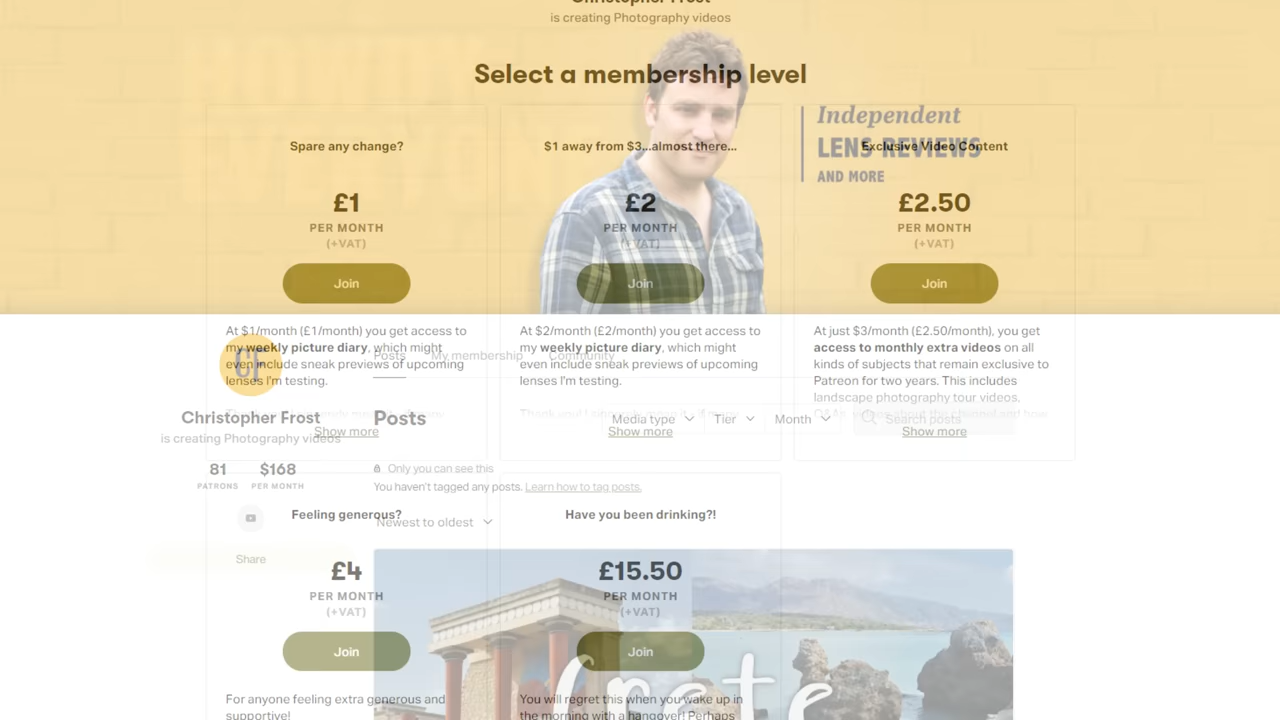 Christopher Frost
is creating Photography videos
Select a membership level
Independent
LENS REVIEWS
AND MORE
Spare any change?
£1
PER MONTH
(+VAT)
Join
At $1/month (£1/month) you get access to
my weekly picture diary, which might
even include sneak previews of upcoming
lenses I'm testing.
Show more
$1 away from $3...almost there...
£2
PER MONTH
(+VAT)
Join
At $2/month (£2/month) you get access to
my weekly picture diary, which might
even include sneak previews of upcoming
lenses I'm testing.
Show more
Exclusive Video Content
£2.50
PER MONTH
(+VAT)
Join
At just $3/month (£2.50/month), you get
access to monthly extra videos on all
kinds of subjects that remain exclusive to
Patreon for two years. This includes
landscape photography tour videos,
Show more
CF
Christopher Frost
is creating Photography videos
81 $168
PATRONS PER MONTH
Share
Posts My membership Community
Posts
Media type Tier Month Search posts
Only you can see this
You haven't tagged any posts. Learn how to tag posts.
Newest to oldest
Feeling generous?
£4
PER MONTH
(+VAT)
Join
For anyone feeling extra generous and
supportive!
Have you been drinking?!
£15.50
PER MONTH
(+VAT)
Join
You will regret this when you wake up in
the morning with a hangover! Perhaps
Crete